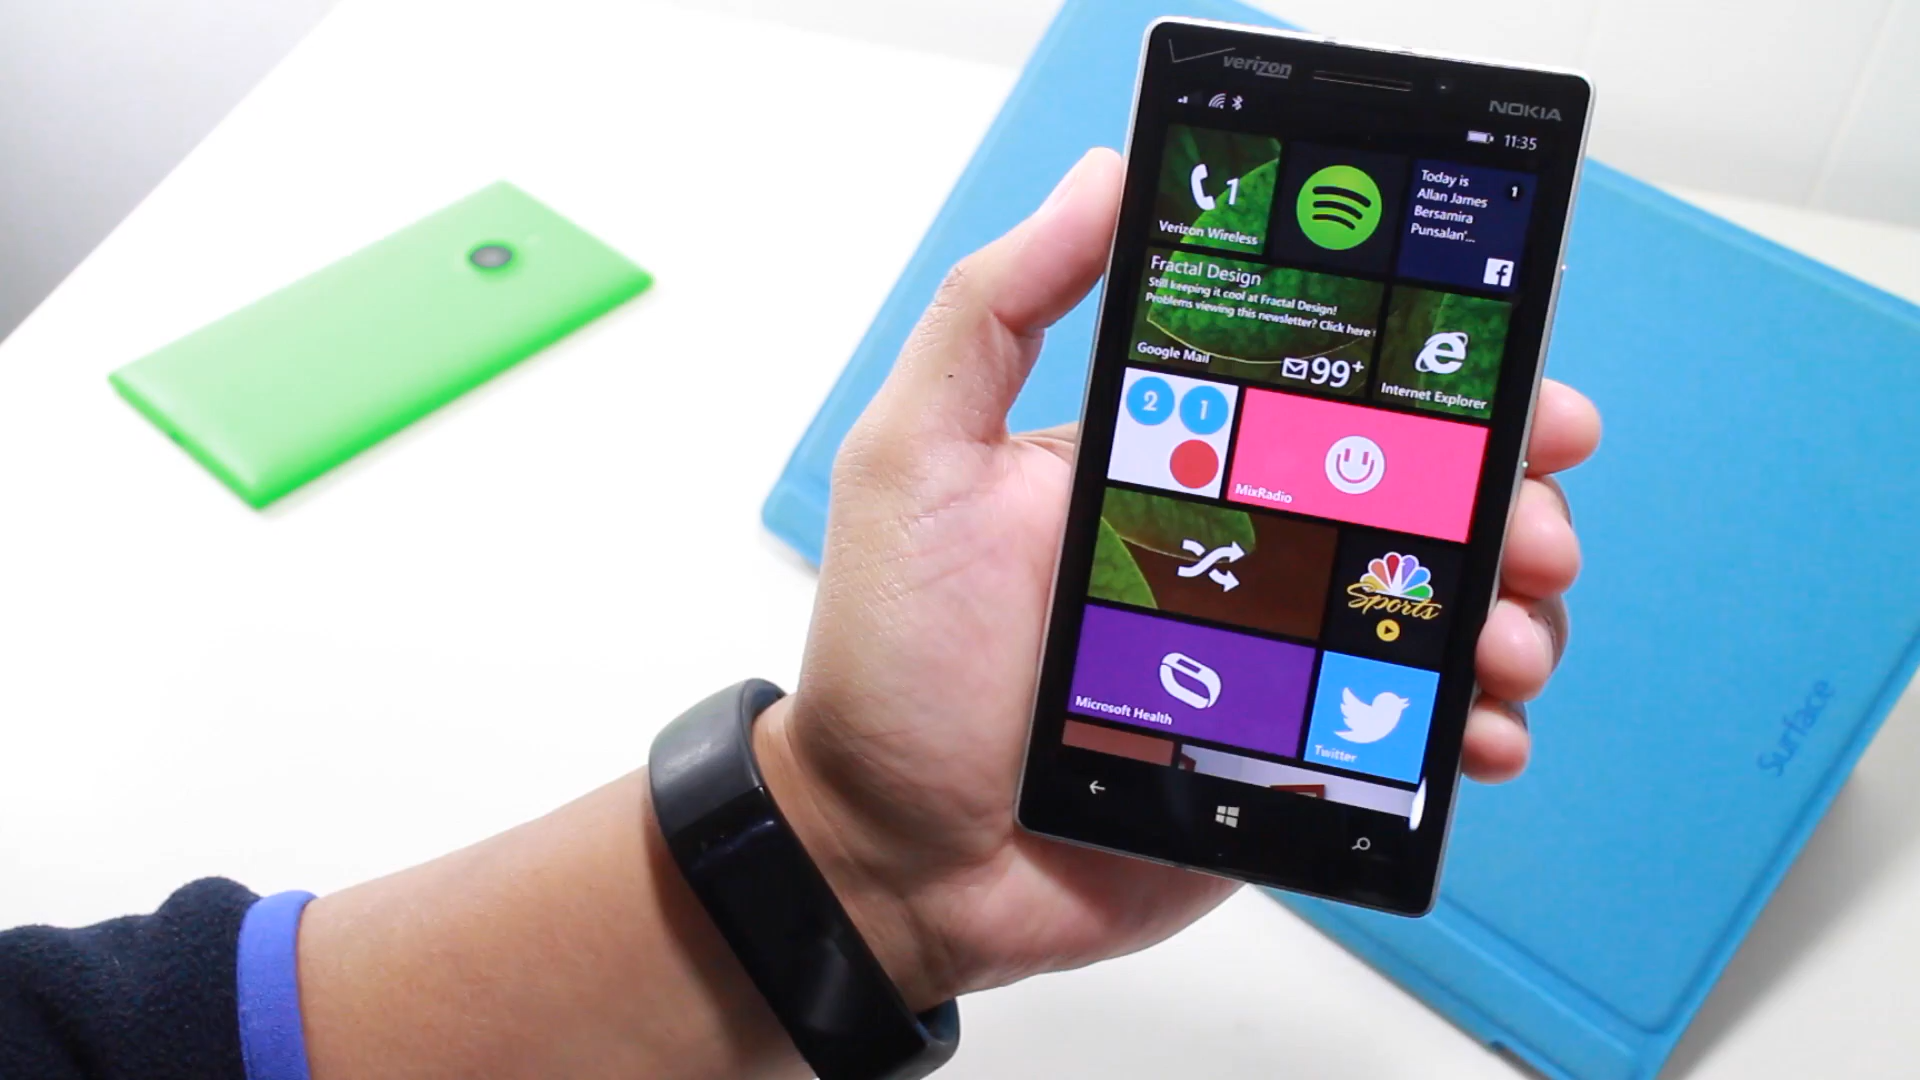 verizon
NOKIA
11:35
1
Verizon Wireless
Today is
Allan James
Bersamira
Punsalan'...
1
Fractal Design
Still keeping it cool at Fractal Design!
Problems viewing this newsletter? Click here
Google Mail
99+
Internet Explorer
2 1
MixRadio
Sports
Microsoft Health
Twitter
Surface